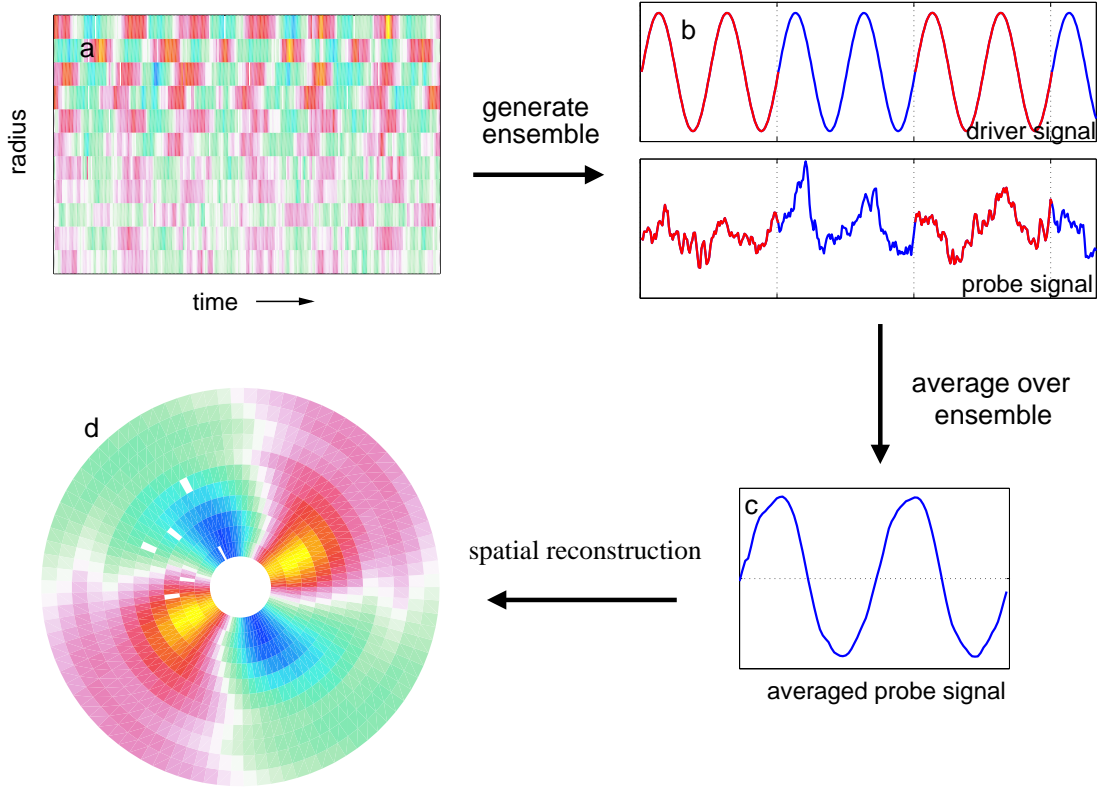 a
radius
time
generate
ensemble
b
driver signal
probe signal
average over
ensemble
c
averaged probe signal
spatial reconstruction
d